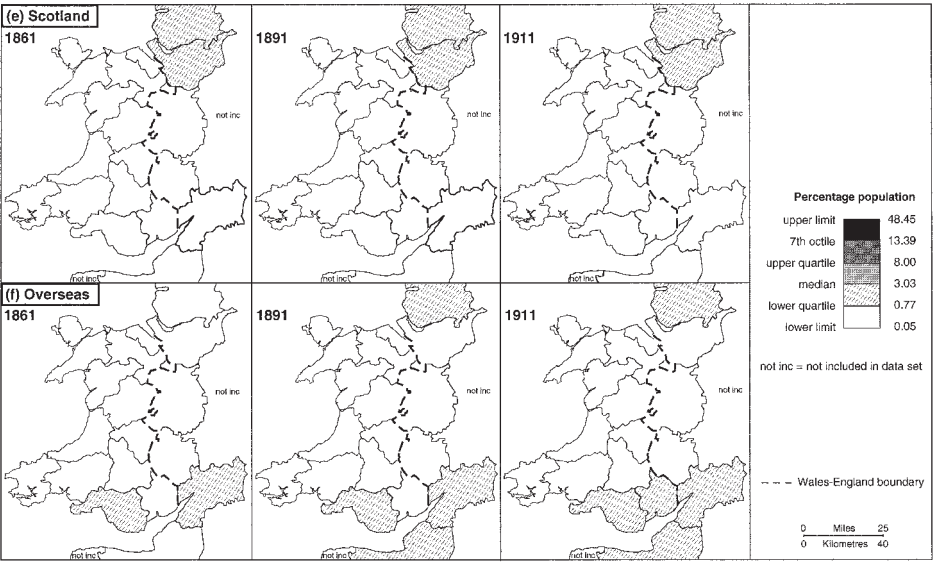 (e) Scotland
1861
1891
1911
not inc
not inc
not inc
not inc
not inc
not inc
(f) Overseas
1861
1891
1911
not inc
not inc
not inc
not inc
not inc
not inc
Percentage population
upper limit 48.45
7th octile 13.39
upper quartile 8.00
median 3.03
lower quartile 0.77
lower limit 0.05
not inc = not included in data set
Wales-England boundary
0 Miles 25
0 Kilometres 40